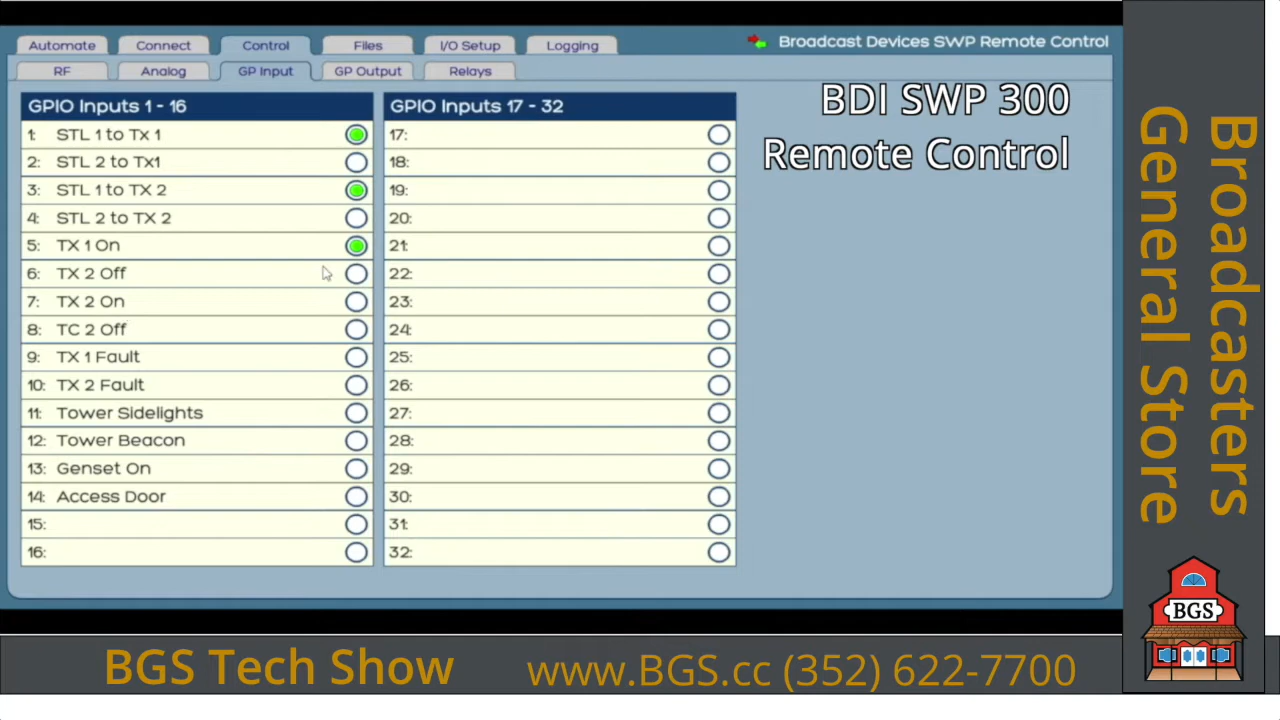 Automate Connect Control Files I/O Setup Logging
Broadcast Devices SWP Remote Control
RF Analog GP Input GP Output Relays
GPIO Inputs 1 - 16
1: STL 1 to Tx 1
2: STL 2 to Tx1
3: STL 1 to TX 2
4: STL 2 to TX 2
5: TX 1 On
6: TX 2 Off
7: TX 2 On
8: TC 2 Off
9: TX 1 Fault
10: TX 2 Fault
11: Tower Sidelights
12: Tower Beacon
13: Genset On
14: Access Door
15:
16:
GPIO Inputs 17 - 32
17:
18:
19:
20:
21:
22:
23:
24:
25:
26:
27:
28:
29:
30:
31:
32:
BDI SWP 300
Remote Control
Broadcasters
General Store
BGS
BGS Tech Show
www.BGS.cc (352) 622-7700